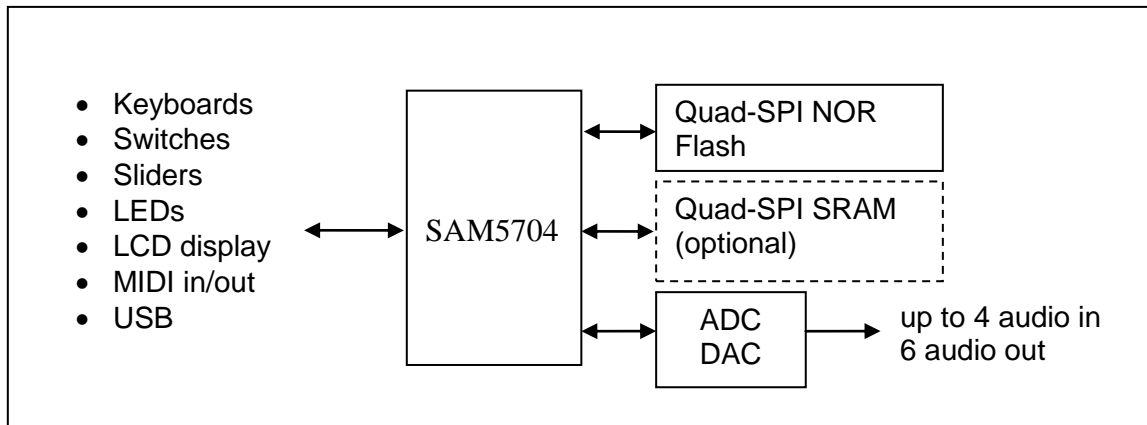 • Keyboards
• Switches
• Sliders
• LEDs
• LCD display
• MIDI in/out
• USB
SAM5704
Quad-SPI NOR
Flash
Quad-SPI SRAM
(optional)
ADC
DAC
up to 4 audio in
6 audio out